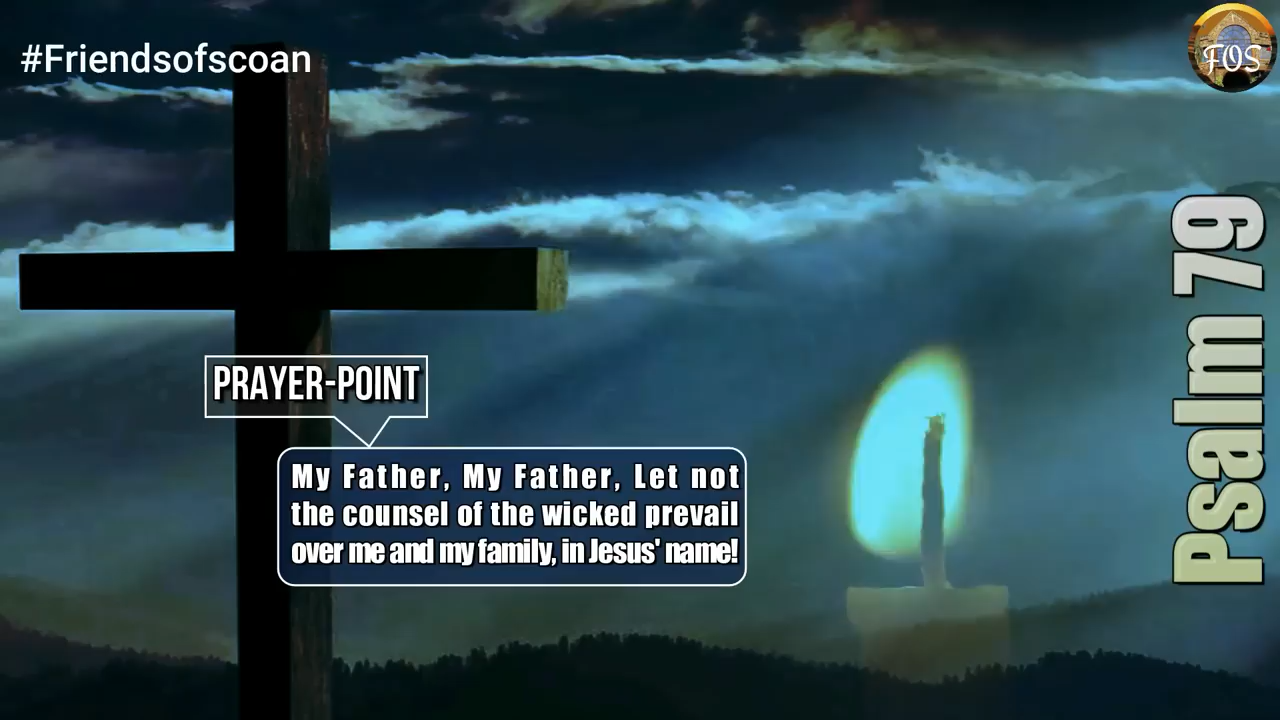 #Friendsofscoan
FOS
PRAYER-POINT
My Father, My Father, Let not
the counsel of the wicked prevail
over me and my family, in Jesus' name!
Psalm 79